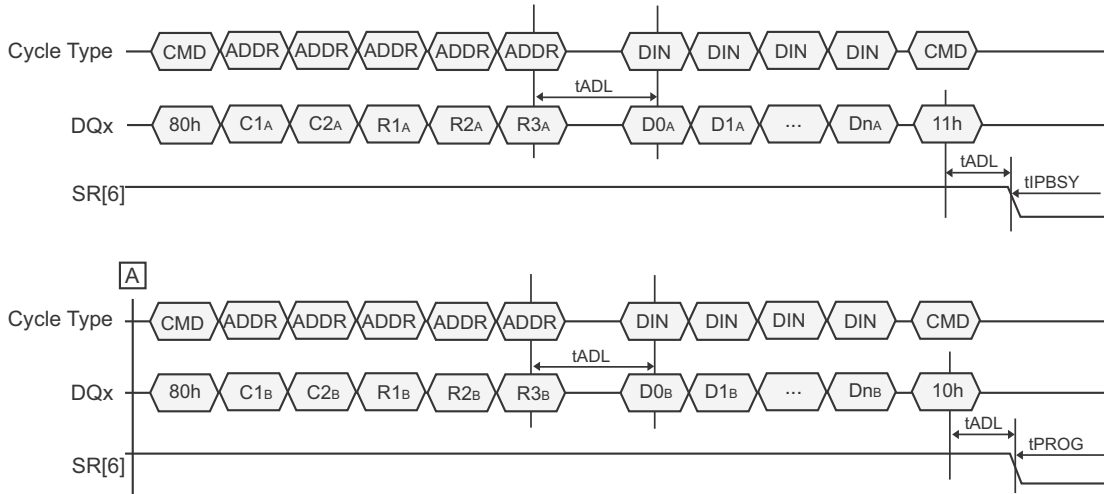 Cycle Type CMD ADDR ADDR ADDR ADDR ADDR DIN DIN DIN DIN CMD
tADL
DQx 80h C1A C2A R1A R2A R3A D0A D1A ... DnA 11h
tADL
SR[6] tIPBSY
A
Cycle Type CMD ADDR ADDR ADDR ADDR ADDR DIN DIN DIN DIN CMD
tADL
DQx 80h C1B C2B R1B R2B R3B D0B D1B ... DnB 10h
tADL
SR[6] tPROG